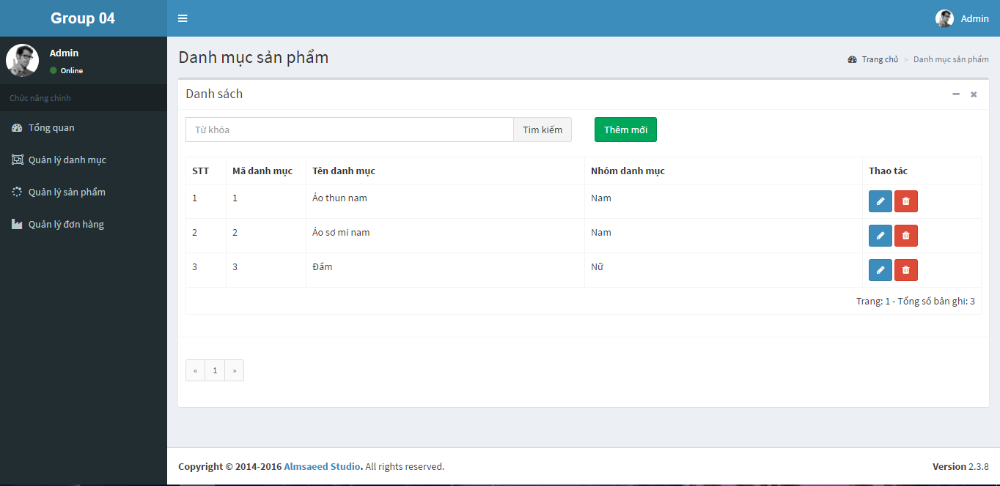 Group 04
Admin
Admin
Online
Chức năng chính
Tổng quan
Quản lý danh mục
Quản lý sản phẩm
Quản lý đơn hàng
Danh mục sản phẩm
Trang chủ > Danh mục sản phẩm
Danh sách
Từ khóa Tìm kiếm Thêm mới
STT Mã danh mục Tên danh mục Nhóm danh mục Thao tác
1 1 Áo thun nam Nam
2 2 Áo sơ mi nam Nam
3 3 Đầm Nữ
Trang: 1 - Tổng số bản ghi: 3
« 1 »
Copyright © 2014-2016 Almsaeed Studio. All rights reserved. Version 2.3.8